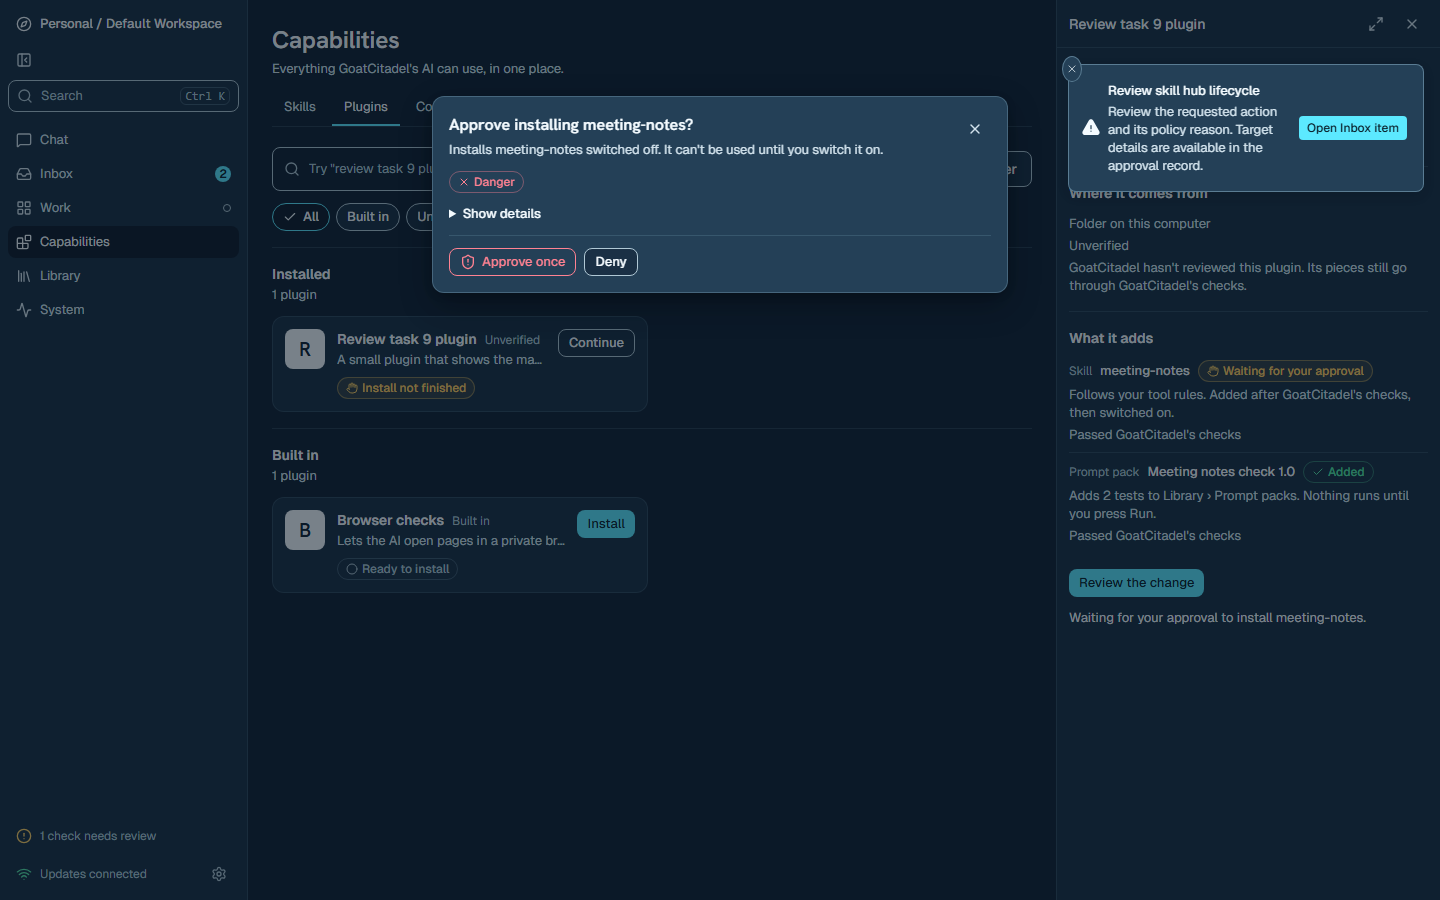 Personal / Default Workspace
Search
Ctrl K
Chat
Inbox
2
Work
Capabilities
Library
System
1 check needs review
Updates connected
Capabilities
Everything GoatCitadel's AI can use, in one place.
Skills
Plugins
Co
Try "review task 9 plu
er
All
Built in
Un
Installed
1 plugin
R
Review task 9 plugin
Unverified
A small plugin that shows the ma...
Install not finished
Continue
Built in
1 plugin
B
Browser checks
Built in
Lets the AI open pages in a private br...
Ready to install
Install
Approve installing meeting-notes?
Installs meeting-notes switched off. It can't be used until you switch it on.
Danger
Show details
Approve once
Deny
Review task 9 plugin
Review skill hub lifecycle
Review the requested action
and its policy reason. Target
details are available in the
approval record.
Open Inbox item
Where it comes from
Folder on this computer
Unverified
GoatCitadel hasn't reviewed this plugin. Its pieces still go
through GoatCitadel's checks.
What it adds
Skill
meeting-notes
Waiting for your approval
Follows your tool rules. Added after GoatCitadel's checks,
then switched on.
Passed GoatCitadel's checks
Prompt pack
Meeting notes check 1.0
Added
Adds 2 tests to Library › Prompt packs. Nothing runs until
you press Run.
Passed GoatCitadel's checks
Review the change
Waiting for your approval to install meeting-notes.